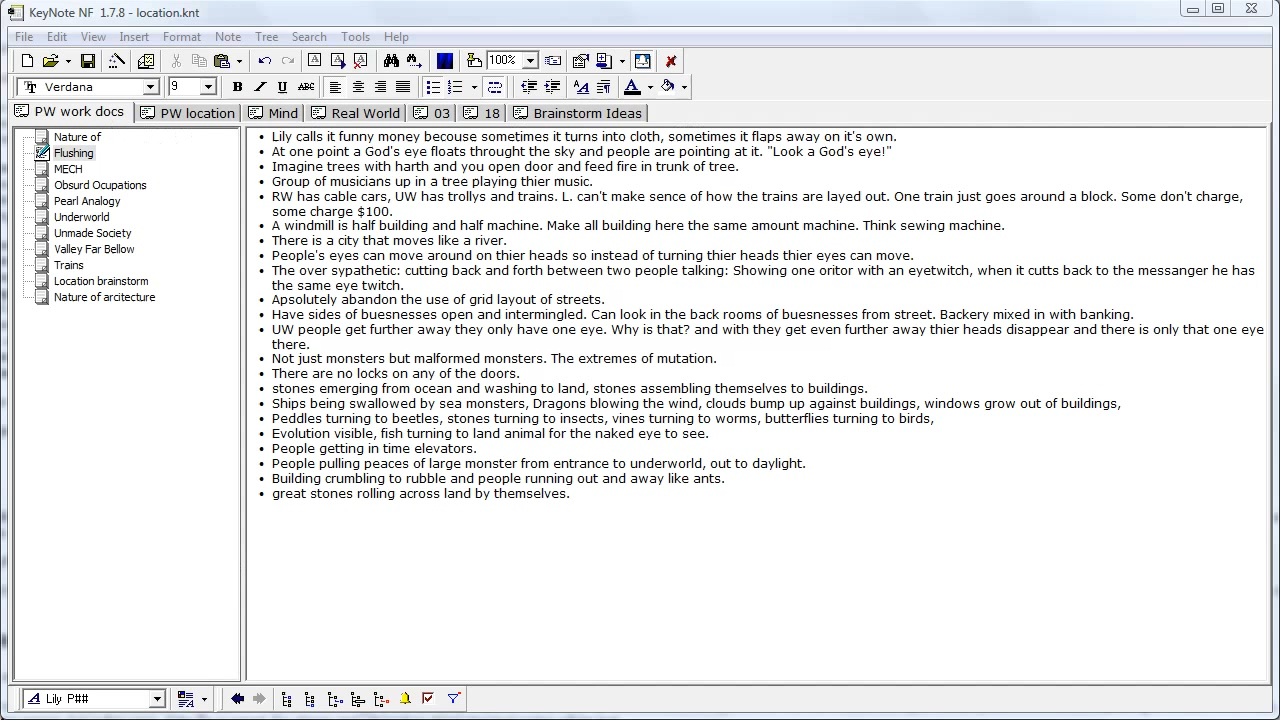 KeyNote NF 1.7.8 - location.knt
File Edit View Insert Format Note Tree Search Tools Help
100%
Verdana 9 B I U ABC
PW work docs PW location Mind Real World 03 18 Brainstorm Ideas
Nature of
Flushing
MECH
Obsurd Ocupations
Pearl Analogy
Underworld
Unmade Society
Valley Far Bellow
Trains
Location brainstorm
Nature of arcitecture
• Lily calls it funny money becouse sometimes it turns into cloth, sometimes it flaps away on it's own.
• At one point a God's eye floats throught the sky and people are pointing at it. "Look a God's eye!"
• Imagine trees with harth and you open door and feed fire in trunk of tree.
• Group of musicians up in a tree playing thier music.
• RW has cable cars, UW has trollys and trains. L. can't make sence of how the trains are layed out. One train just goes around a block. Some don't charge,
some charge $100.
• A windmill is half building and half machine. Make all building here the same amount machine. Think sewing machine.
• There is a city that moves like a river.
• People's eyes can move around on thier heads so instead of turning thier heads thier eyes can move.
• The over sypathetic: cutting back and forth between two people talking: Showing one oritor with an eyetwitch, when it cutts back to the messanger he has
the same eye twitch.
• Apsolutely abandon the use of grid layout of streets.
• Have sides of buesnesses open and intermingled. Can look in the back rooms of buesnesses from street. Backery mixed in with banking.
• UW people get further away they only have one eye. Why is that? and with they get even further away thier heads disappear and there is only that one eye
there.
• Not just monsters but malformed monsters. The extremes of mutation.
• There are no locks on any of the doors.
• stones emerging from ocean and washing to land, stones assembling themselves to buildings.
• Ships being swallowed by sea monsters, Dragons blowing the wind, clouds bump up against buildings, windows grow out of buildings,
• Peddles turning to beetles, stones turning to insects, vines turning to worms, butterflies turning to birds,
• Evolution visible, fish turning to land animal for the naked eye to see.
• People getting in time elevators.
• People pulling peaces of large monster from entrance to underworld, out to daylight.
• Building crumbling to rubble and people running out and away like ants.
• great stones rolling across land by themselves.
Lily P##